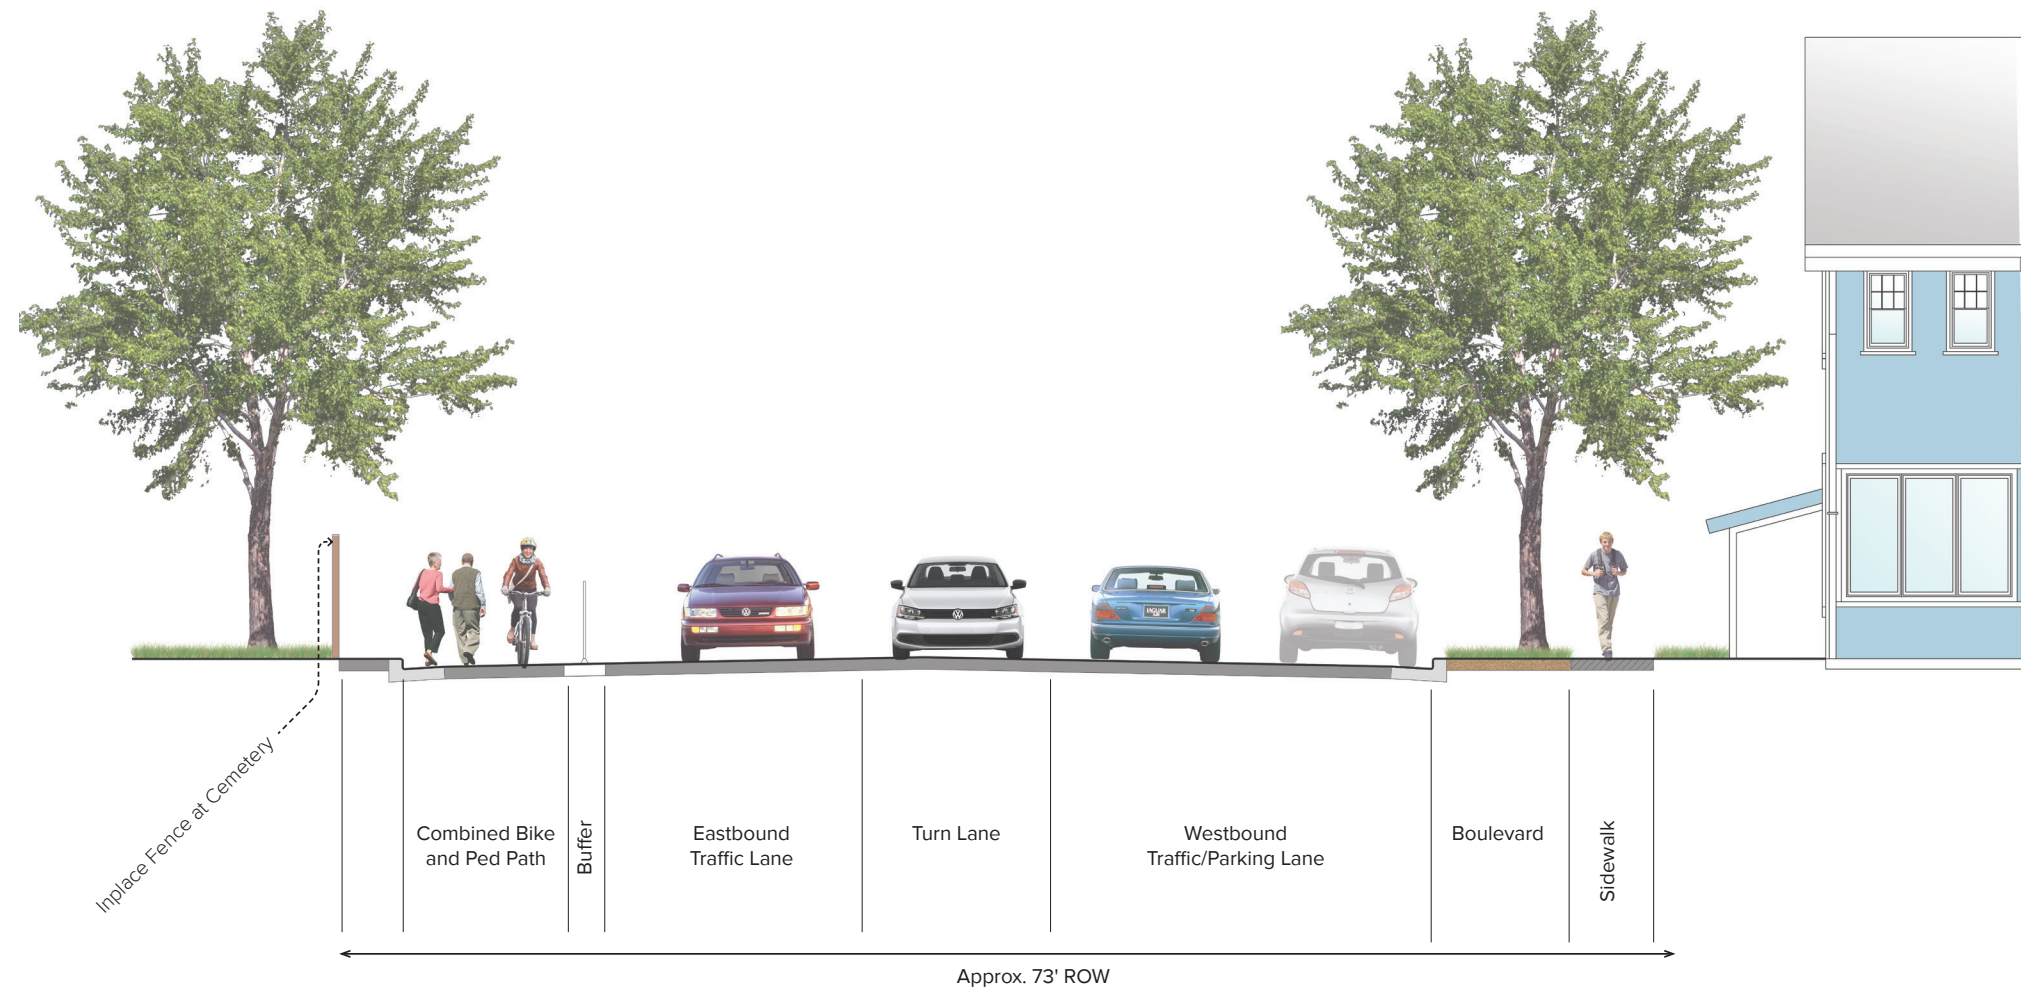 Inplace Fence at Cemetery
Combined Bike
and Ped Path
Buffer
Eastbound
Traffic Lane
Turn Lane
Westbound
Traffic/Parking Lane
Boulevard
Sidewalk
Approx. 73' ROW
JAGUAR